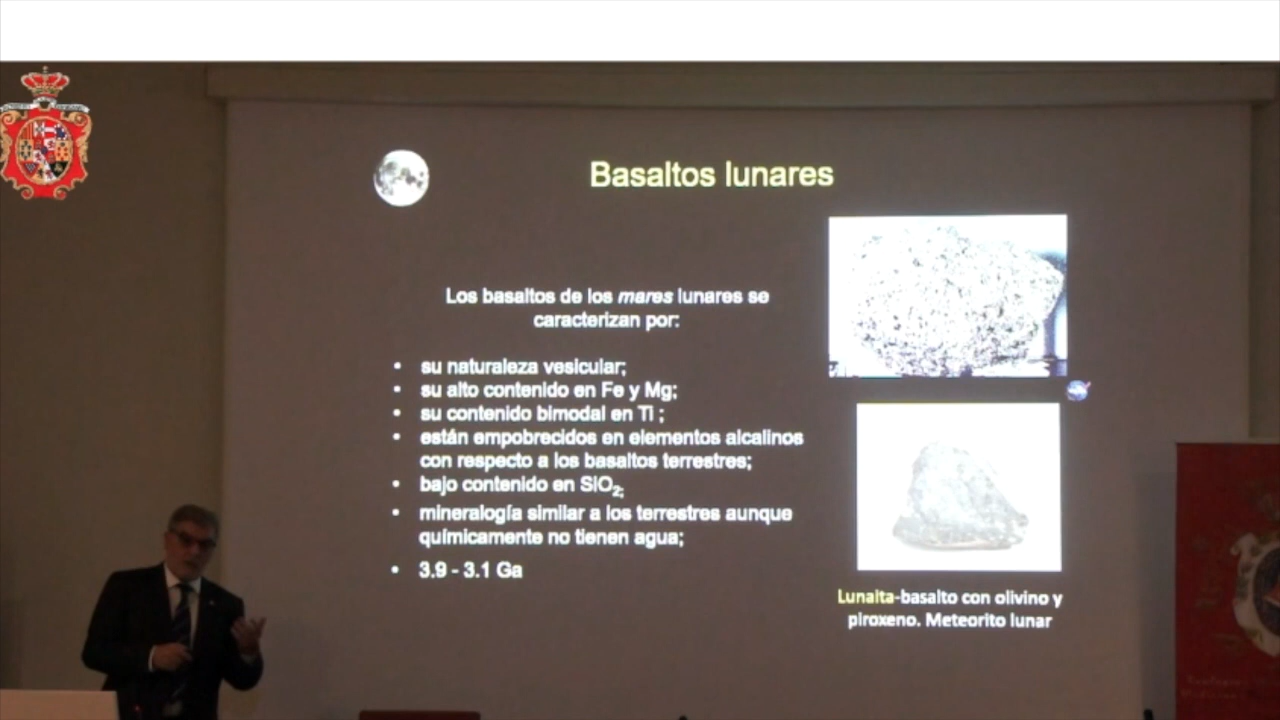 Basaltos lunares
Los basaltos de los mares lunares se
caracterizan por:
• su naturaleza vesicular;
• su alto contenido en Fe y Mg;
• su contenido bimodal en Ti ;
• están empobrecidos en elementos alcalinos
con respecto a los basaltos terrestres;
• bajo contenido en SiO2;
• mineralogía similar a los terrestres aunque
químicamente no tienen agua;
• 3.9 - 3.1 Ga
Lunaita-basalto con olivino y
piroxeno. Meteorito lunar